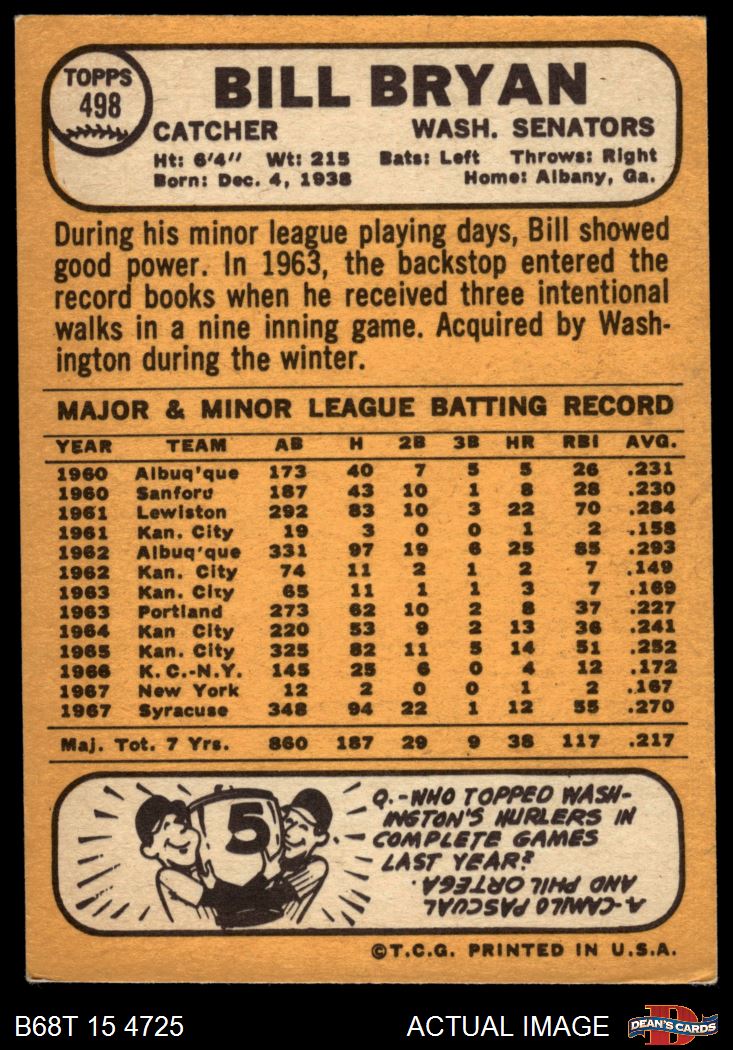 TOPPS
498
BILL BRYAN
CATCHER WASH. SENATORS
Ht: 6'4" Wt: 215 Bats: Left Throws: Right
Born: Dec. 4, 1938 Home: Albany, Ga.
During his minor league playing days, Bill showed
good power. In 1963, the backstop entered the
record books when he received three intentional
walks in a nine inning game. Acquired by Wash-
ington during the winter.
MAJOR & MINOR LEAGUE BATTING RECORD
YEAR TEAM AB H 2B 3B HR RBI AVG.
1960 Albuq'que 173 40 7 5 5 26 .231
1960 Sanford 187 43 10 1 8 28 .230
1961 Lewiston 292 83 10 3 22 70 .284
1961 Kan. City 19 3 0 0 1 2 .158
1962 Albuq'que 331 97 19 6 25 85 .293
1962 Kan. City 74 11 2 1 2 7 .149
1963 Kan. City 65 11 1 1 3 7 .169
1963 Portland 273 62 10 2 8 37 .227
1964 Kan City 220 53 9 2 13 36 .241
1965 Kan. City 325 82 11 5 14 51 .252
1966 K.C.-N.Y. 145 25 6 0 4 12 .172
1967 New York 12 2 0 0 1 2 .167
1967 Syracuse 348 94 22 1 12 55 .270
Maj. Tot. 7 Yrs. 860 187 29 9 38 117 .217
5
Q.-WHO TOPPED WASH-
INGTON'S HURLERS IN
COMPLETE GAMES
LAST YEAR?
A-CAMILO PASCUAL
AND PHIL ORTEGA.
©T.C.G. PRINTED IN U.S.A.
B68T 15 4725 ACTUAL IMAGE D DEAN'S CARDS